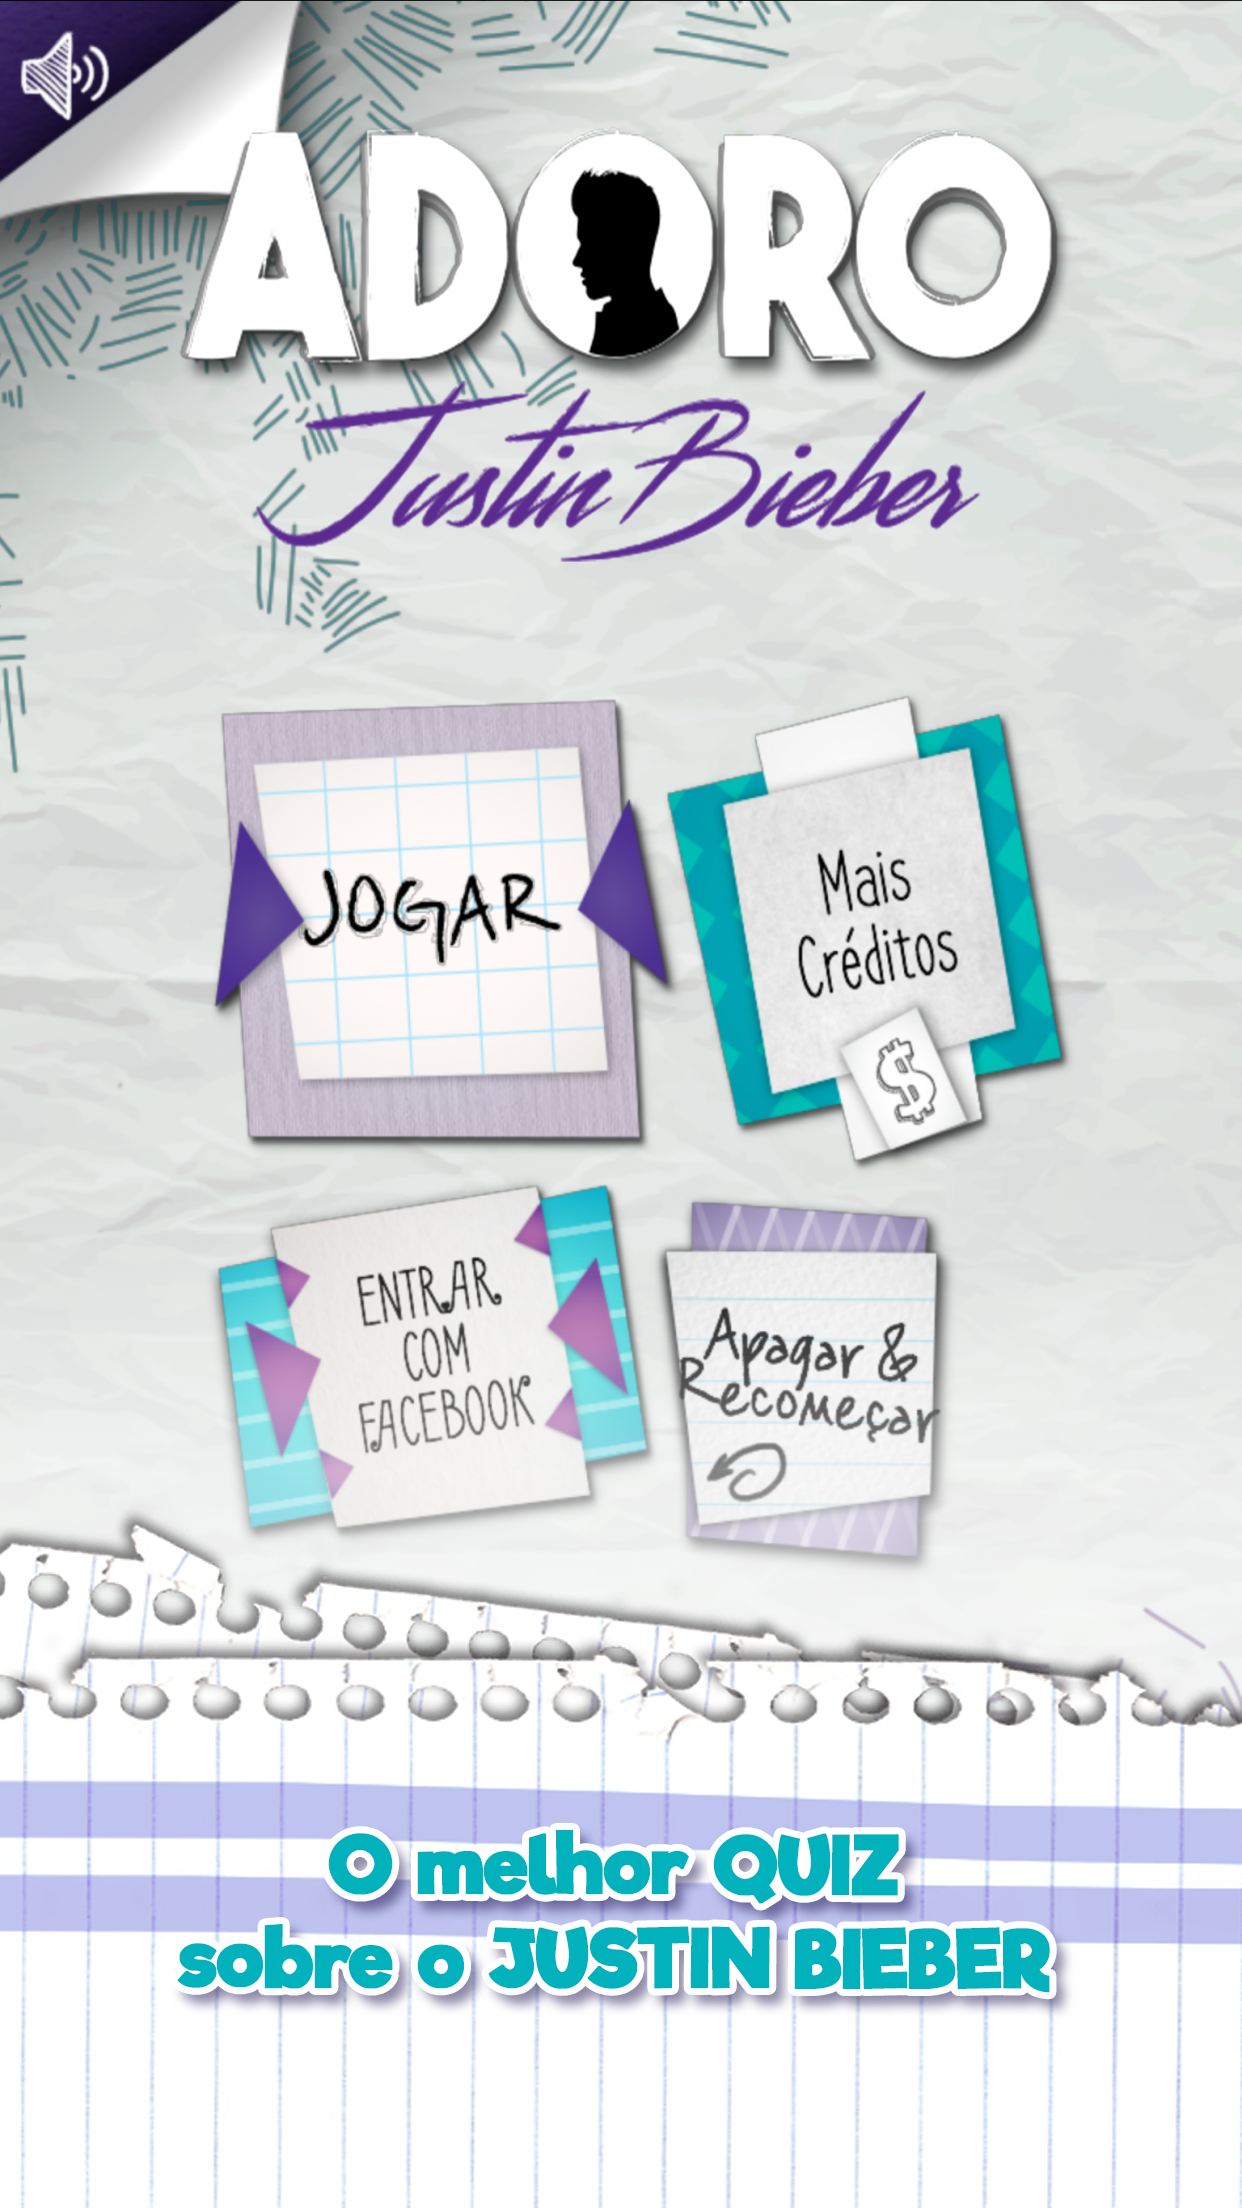 ADORO
Justin Bieber
JOGAR
Mais
Créditos
$
ENTRAR
COM
FACEBOOK
Apagar &
Recomeçar
O melhor QUIZ
sobre o JUSTIN BIEBER